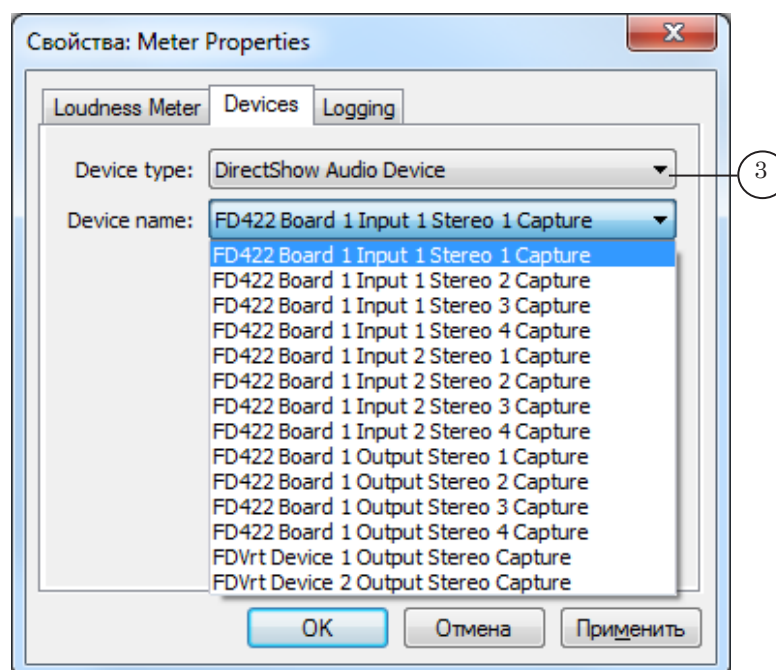 Свойства: Meter Properties
Loudness Meter Devices Logging
Device type: DirectShow Audio Device
3
Device name: FD422 Board 1 Input 1 Stereo 1 Capture
FD422 Board 1 Input 1 Stereo 1 Capture
FD422 Board 1 Input 1 Stereo 2 Capture
FD422 Board 1 Input 1 Stereo 3 Capture
FD422 Board 1 Input 1 Stereo 4 Capture
FD422 Board 1 Input 2 Stereo 1 Capture
FD422 Board 1 Input 2 Stereo 2 Capture
FD422 Board 1 Input 2 Stereo 3 Capture
FD422 Board 1 Input 2 Stereo 4 Capture
FD422 Board 1 Output Stereo 1 Capture
FD422 Board 1 Output Stereo 2 Capture
FD422 Board 1 Output Stereo 3 Capture
FD422 Board 1 Output Stereo 4 Capture
FDVrt Device 1 Output Stereo Capture
FDVrt Device 2 Output Stereo Capture
OK Отмена Применить